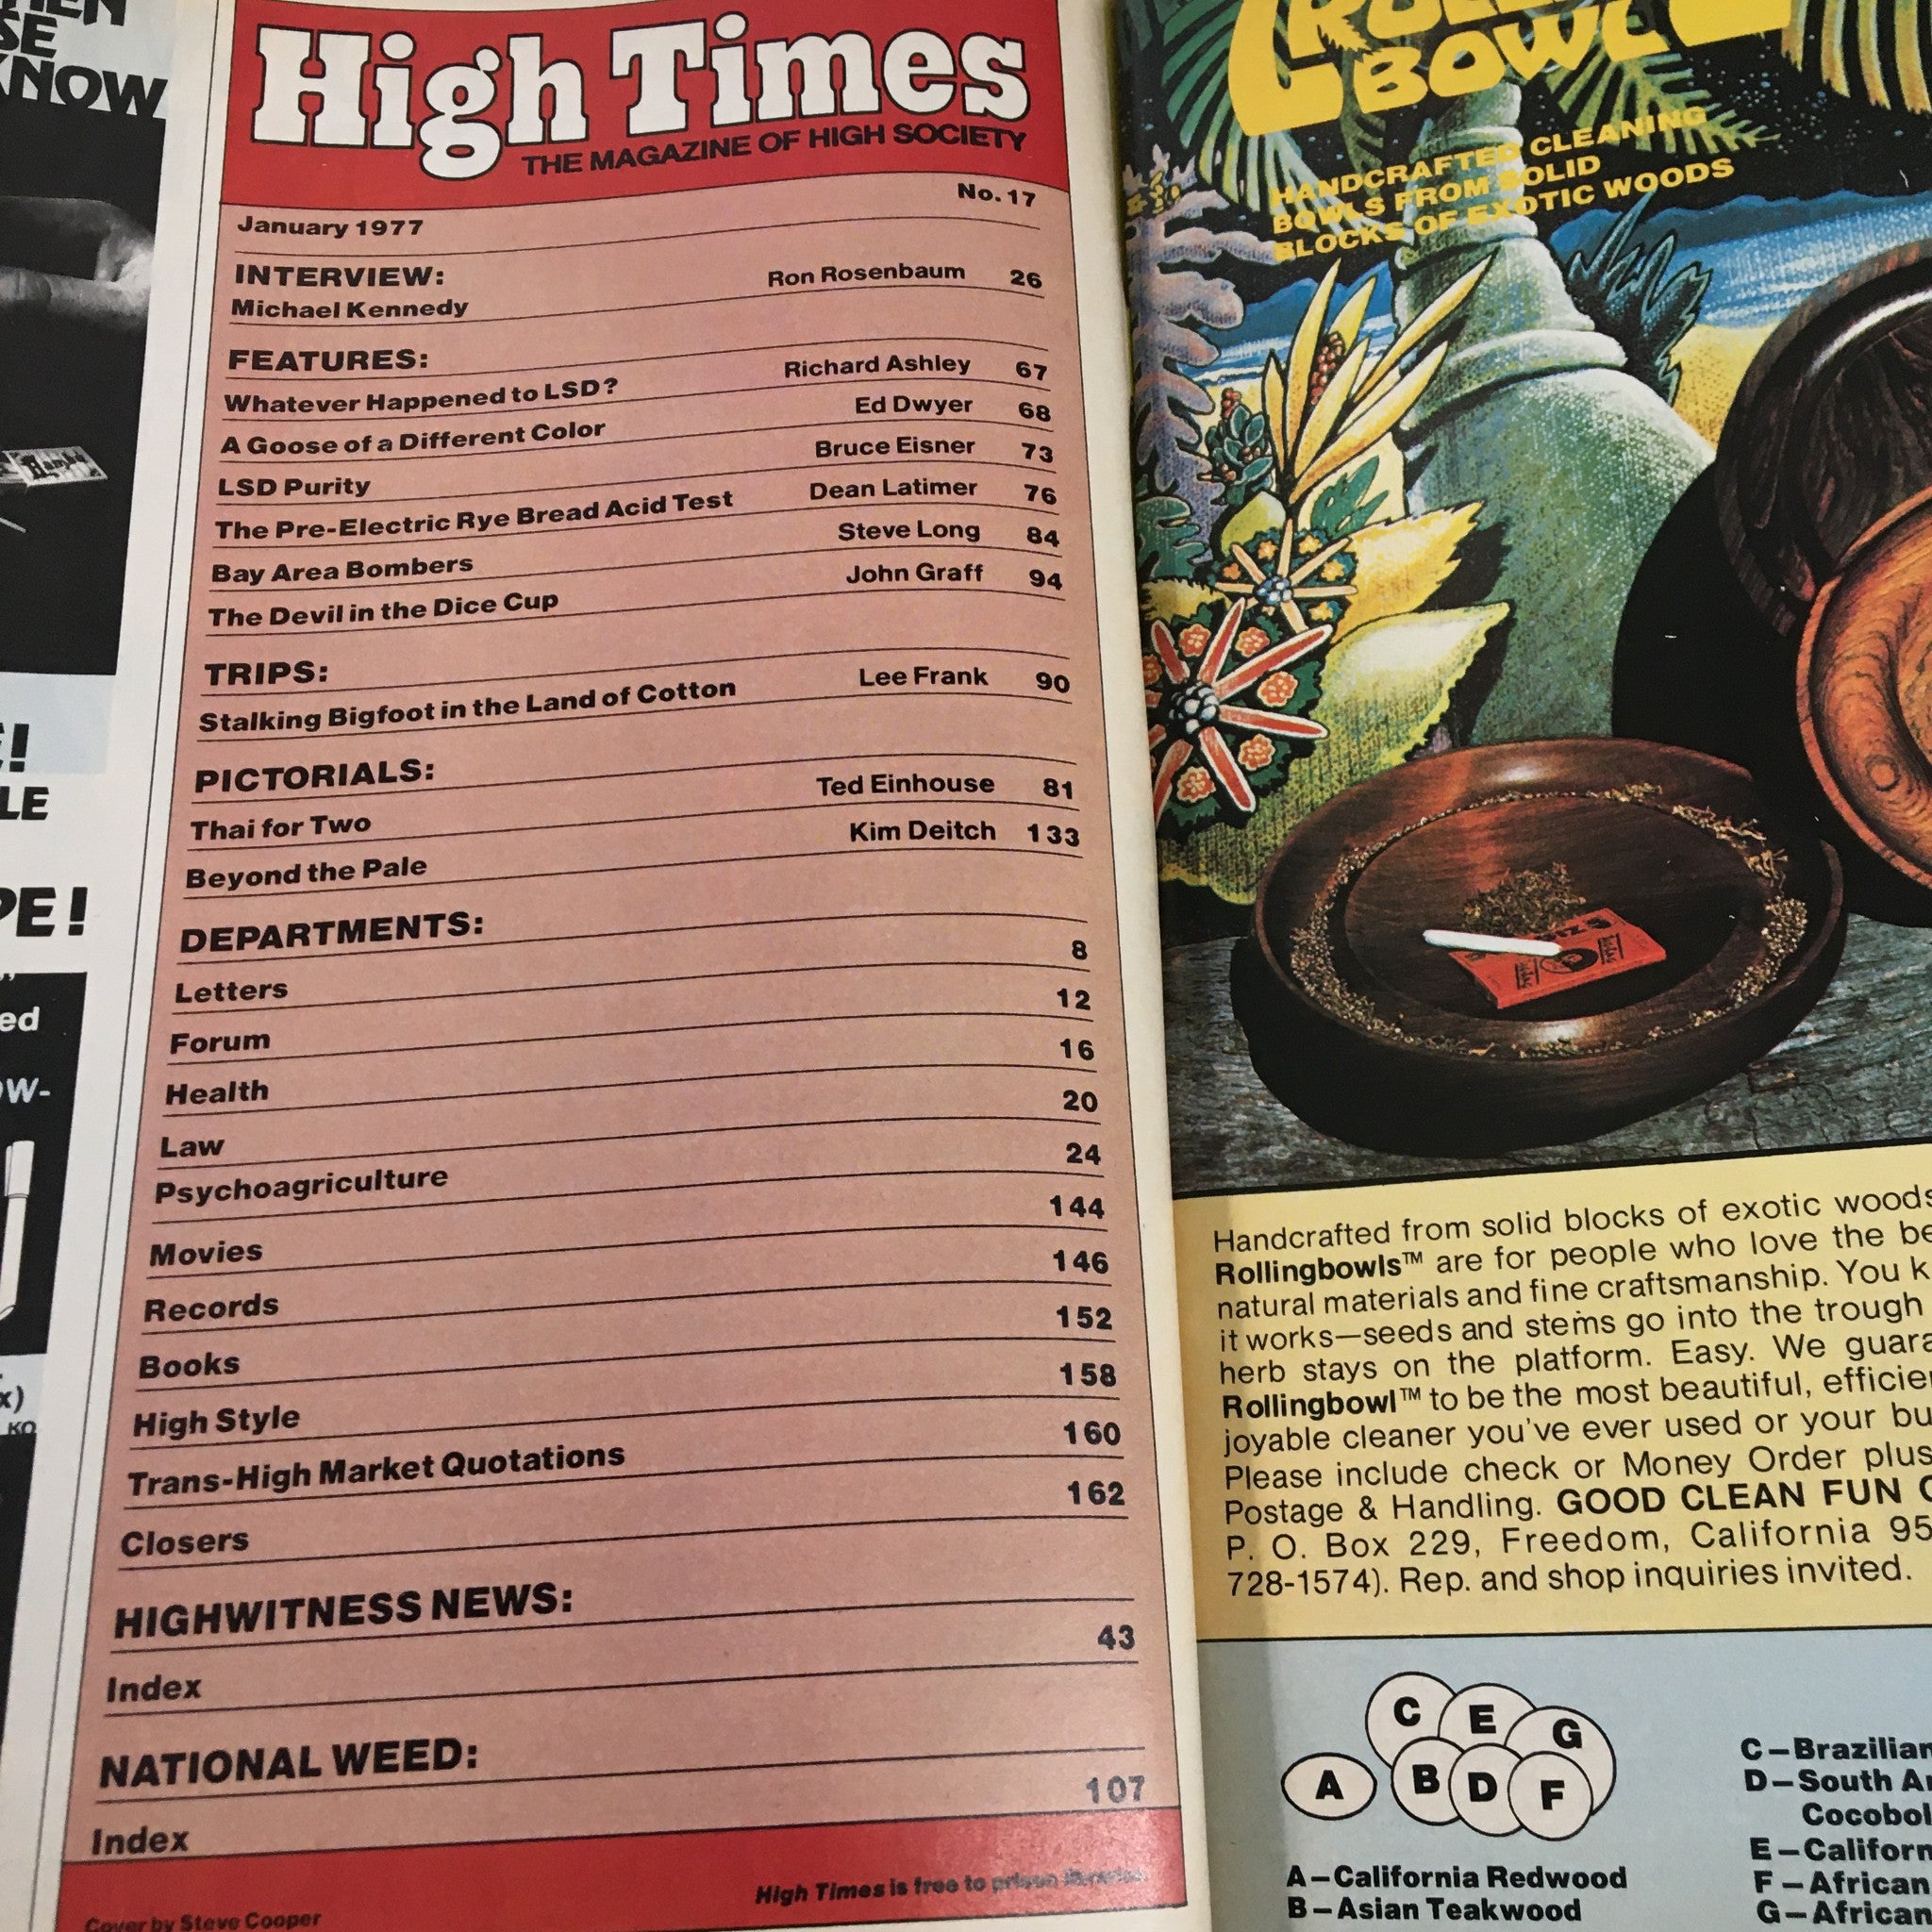 SE
KNOW
LE
PE!
ed
OW-
x)
KO
High Times
THE MAGAZINE OF HIGH SOCIETY
January 1977 No. 17
INTERVIEW:
Michael Kennedy Ron Rosenbaum 26
FEATURES:
Whatever Happened to LSD? Richard Ashley 67
A Goose of a Different Color Ed Dwyer 68
LSD Purity Bruce Eisner 73
The Pre-Electric Rye Bread Acid Test Dean Latimer 76
Bay Area Bombers Steve Long 84
The Devil in the Dice Cup John Graff 94
TRIPS:
Stalking Bigfoot in the Land of Cotton Lee Frank 90
PICTORIALS:
Thai for Two Ted Einhouse 81
Beyond the Pale Kim Deitch 133
DEPARTMENTS:
Letters 8
Forum 12
Health 16
Law 20
Psychoagriculture 24
Movies 144
Records 146
Books 152
High Style 158
Trans-High Market Quotations 160
Closers 162
HIGHWITNESS NEWS:
Index 43
NATIONAL WEED:
Index 107
High Times is free to prison libraries.
Cover by Steve Cooper
BOWL
HANDCRAFTED CLEANING
BOWLS FROM SOLID
BLOCKS OF EXOTIC WOODS
Handcrafted from solid blocks of exotic woods
Rollingbowls™ are for people who love the be
natural materials and fine craftsmanship. You k
it works—seeds and stems go into the trough
herb stays on the platform. Easy. We guara
Rollingbowl™ to be the most beautiful, efficien
joyable cleaner you've ever used or your bu
Please include check or Money Order plus
Postage & Handling. GOOD CLEAN FUN C
P. O. Box 229, Freedom, California 95
728-1574). Rep. and shop inquiries invited.
C E G
A B D F
A–California Redwood
B–Asian Teakwood
C–Brazilian
D–South Am
Cocobol
E–Californ
F–African
G–African